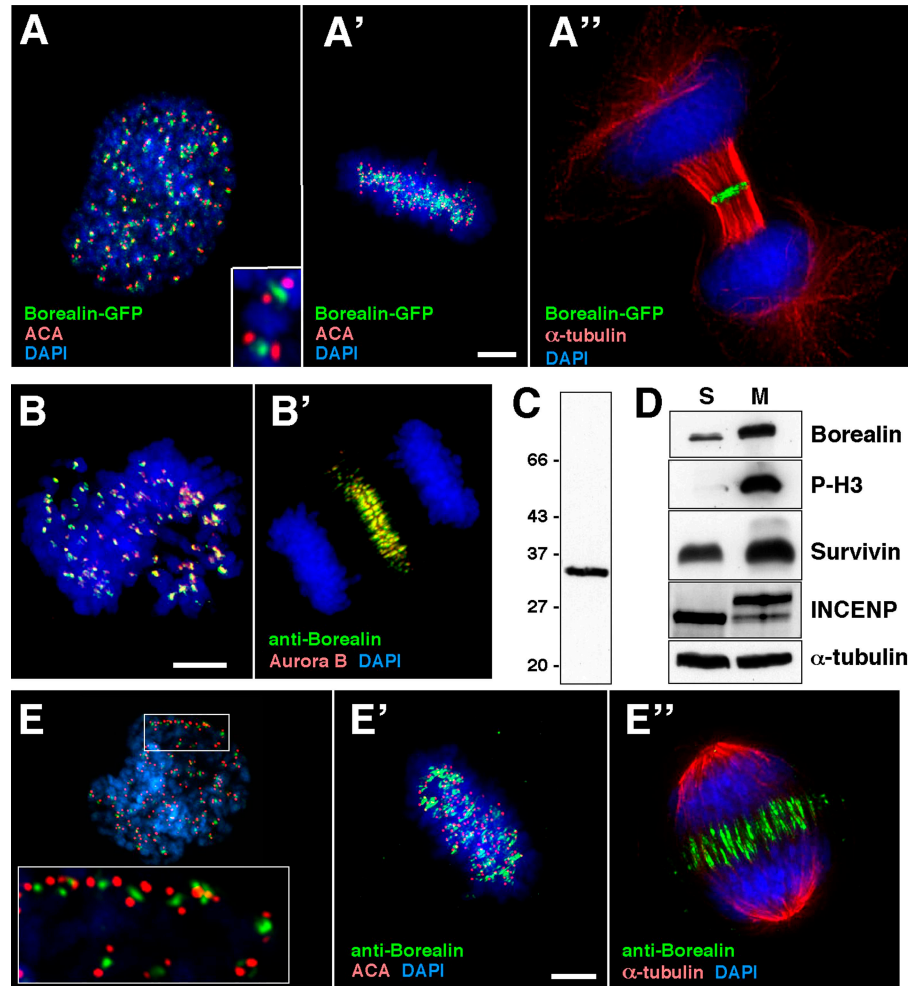 A
Borealin-GFP
ACA
DAPI
A'
Borealin-GFP
ACA
DAPI
A''
Borealin-GFP
α-tubulin
DAPI
B
B'
anti-Borealin
Aurora B DAPI
C
66 -
43 -
37 -
27 -
20 -
D
S M
Borealin
P-H3
Survivin
INCENP
α-tubulin
E
E'
anti-Borealin
ACA DAPI
E''
anti-Borealin
α-tubulin DAPI